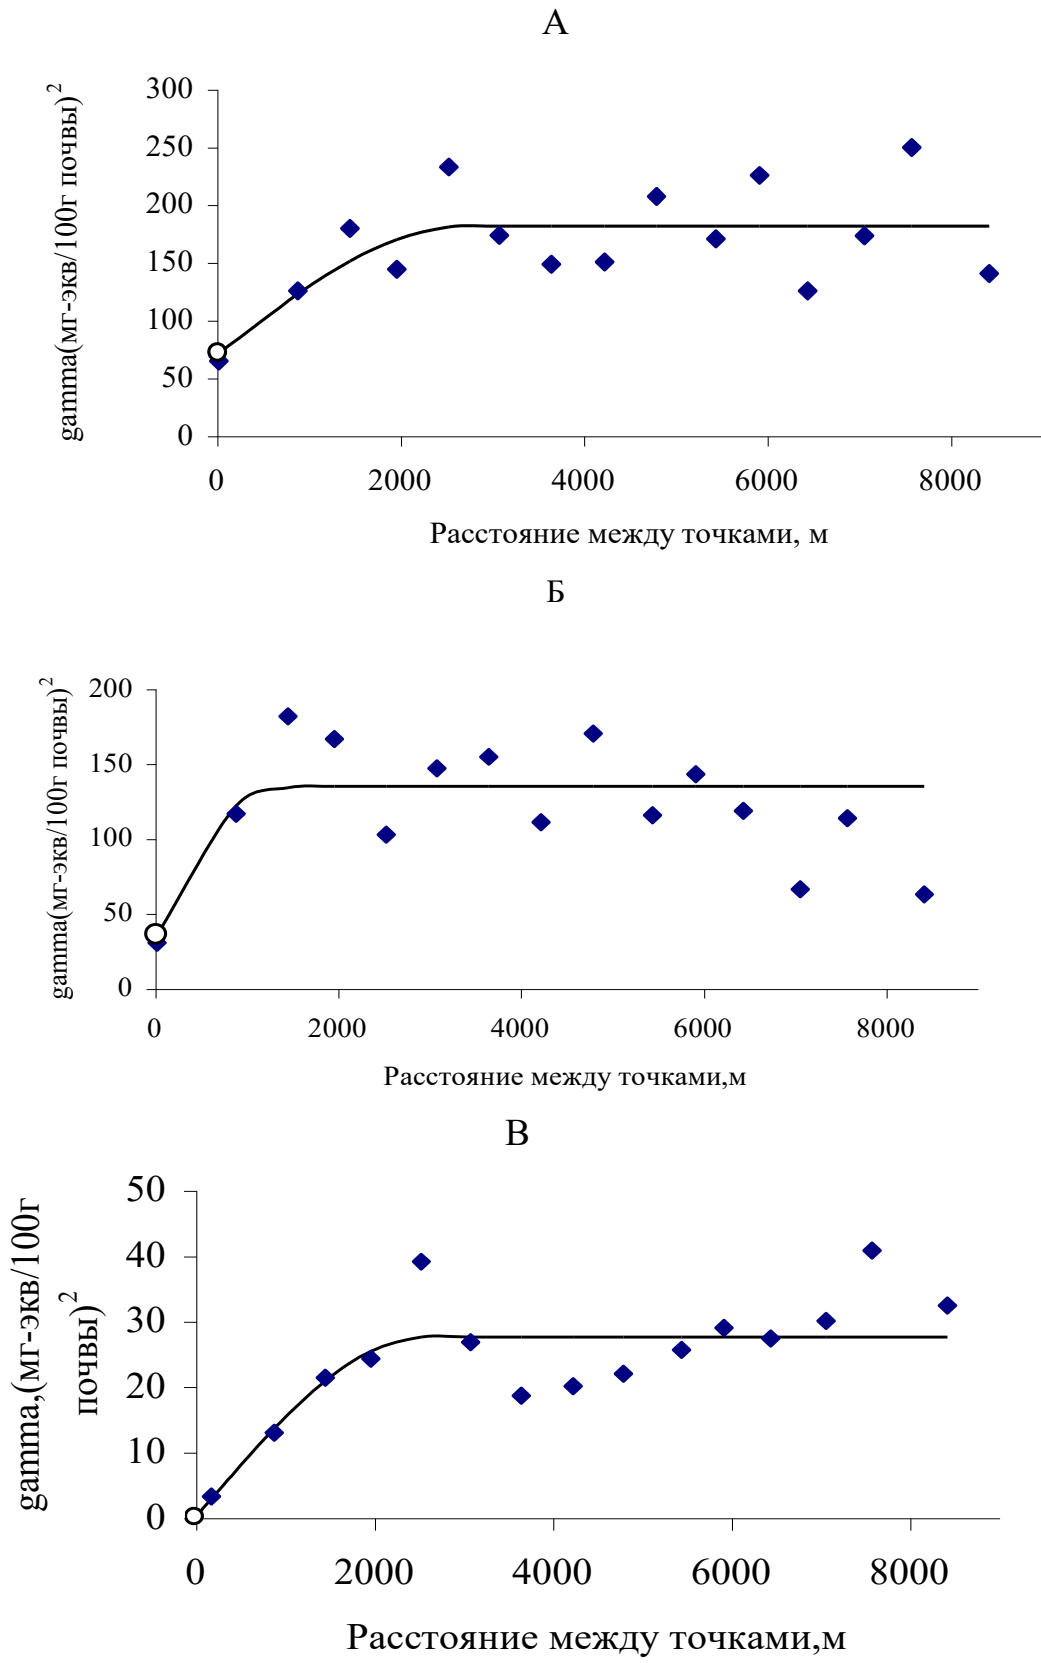 А
gamma(мг-экв/100г почвы)²
300
250
200
150
100
50
0
0 2000 4000 6000 8000
Расстояние между точками, м
Б
gamma(мг-экв/100г почвы)²
200
150
100
50
0
0 2000 4000 6000 8000
Расстояние между точками,м
В
gamma,(мг-экв/100г
почвы)²
50
40
30
20
10
0
0 2000 4000 6000 8000
Расстояние между точками,м